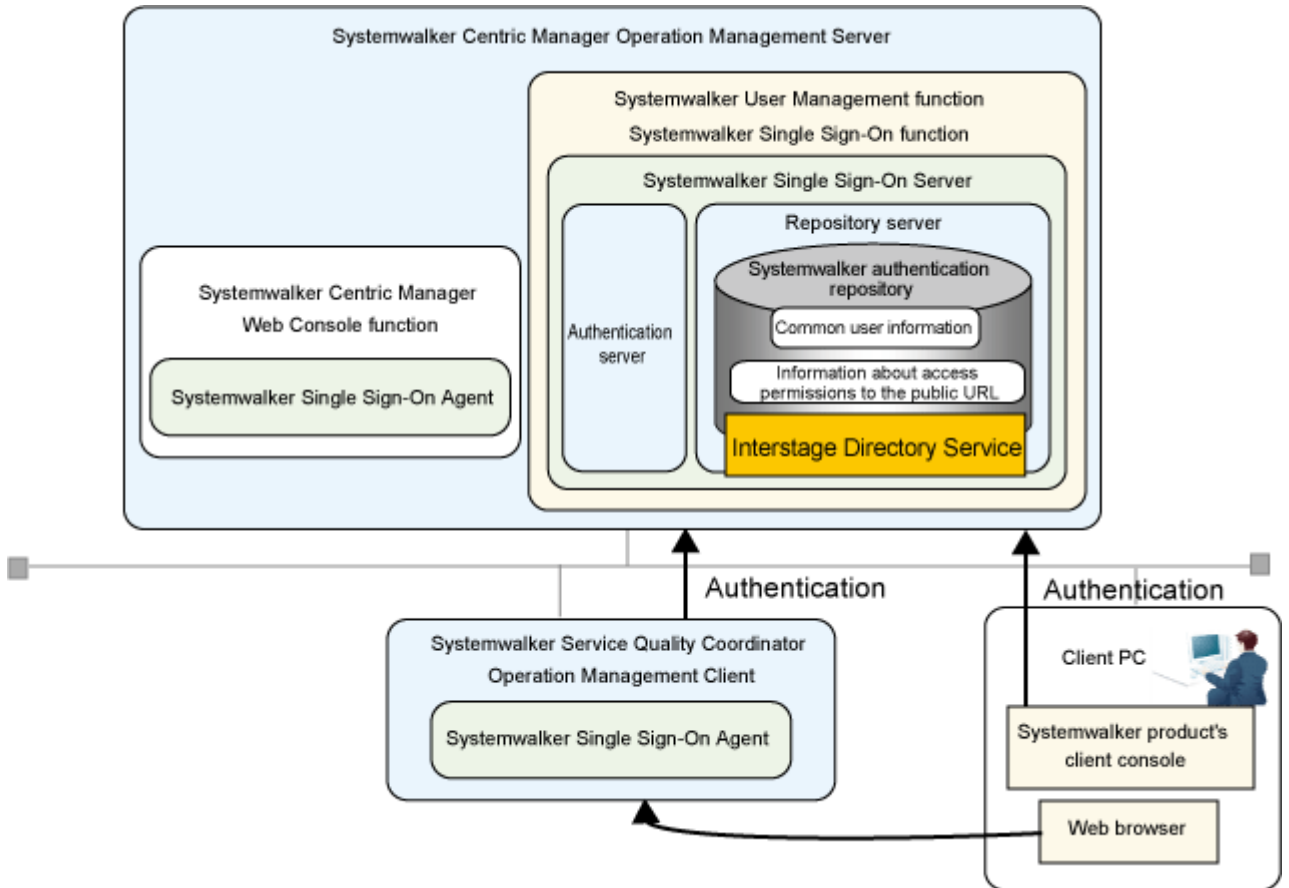 Systemwalker Centric Manager Operation Management Server
Systemwalker User Management function
Systemwalker Single Sign-On function
Systemwalker Single Sign-On Server
Repository server
Systemwalker authentication
repository
Common user information
Information about access
permissions to the public URL
Interstage Directory Service
Authentication
server
Systemwalker Centric Manager
Web Console function
Systemwalker Single Sign-On Agent
Authentication
Authentication
Systemwalker Service Quality Coordinator
Operation Management Client
Systemwalker Single Sign-On Agent
Client PC
Systemwalker product's
client console
Web browser